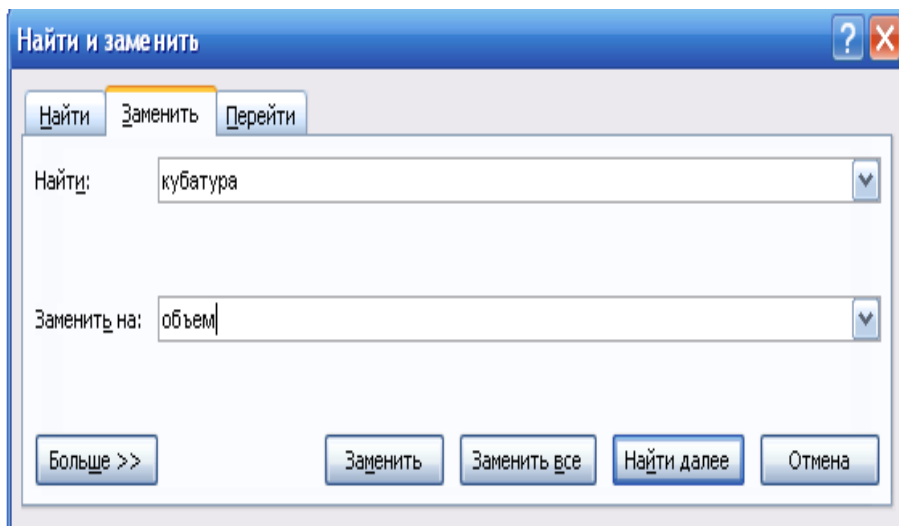 Найти и заменить
Найти Заменить Перейти
Найти: кубатура
Заменить на: объем
Больше >> Заменить Заменить все Найти далее Отмена